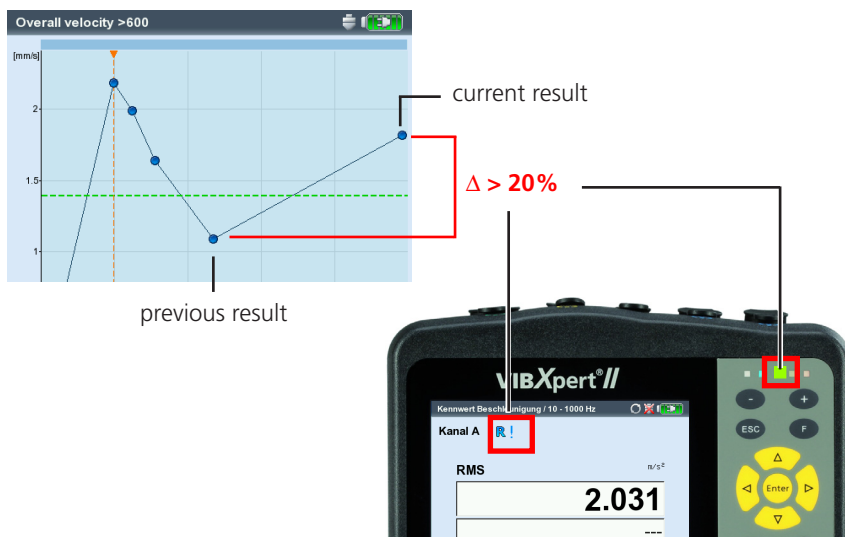 Overall velocity >600
[mm/s]
2
1.5
1
current result
Δ > 20%
previous result
VIBXpert® II
Kennwert Beschleunigung / 10 - 1000 Hz
Kanal A R !
RMS m/s²
2.031
---
- +
ESC F
Enter